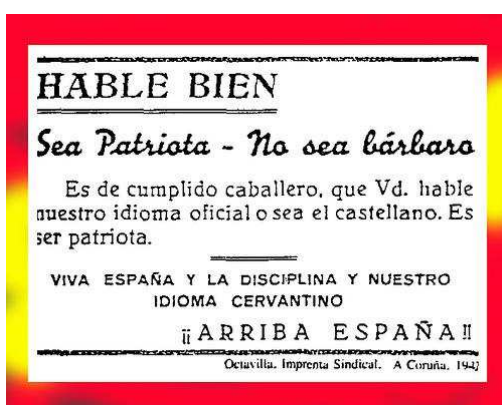 HABLE BIEN
Sea Patriota - No sea bárbaro
Es de cumplido caballero, que Vd. hable
nuestro idioma oficial o sea el castellano. Es
ser patriota.
VIVA ESPAÑA Y LA DISCIPLINA Y NUESTRO
IDIOMA CERVANTINO
¡¡ARRIBA ESPAÑA!!
Octavilla. Imprenta Sindical. A Coruña,